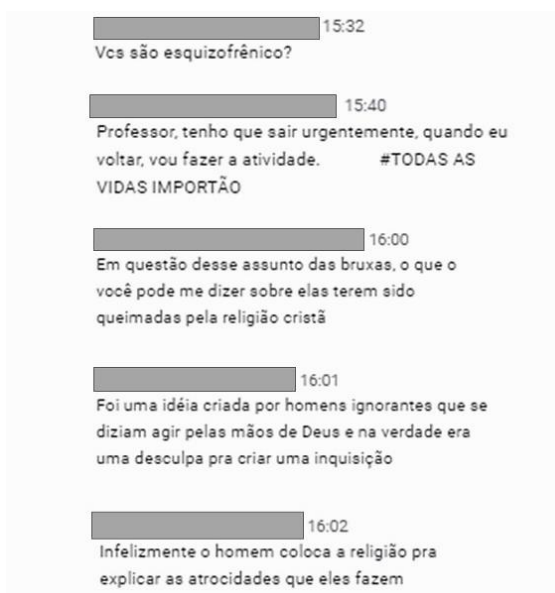 15:32
Vcs são esquizofrênico?
15:40
Professor, tenho que sair urgentemente, quando eu
voltar, vou fazer a atividade. #TODAS AS
VIDAS IMPORTÃO
16:00
Em questão desse assunto das bruxas, o que o
você pode me dizer sobre elas terem sido
queimadas pela religião cristã
16:01
Foi uma idéia criada por homens ignorantes que se
diziam agir pelas mãos de Deus e na verdade era
uma desculpa pra criar uma inquisição
16:02
Infelizmente o homem coloca a religião pra
explicar as atrocidades que eles fazem